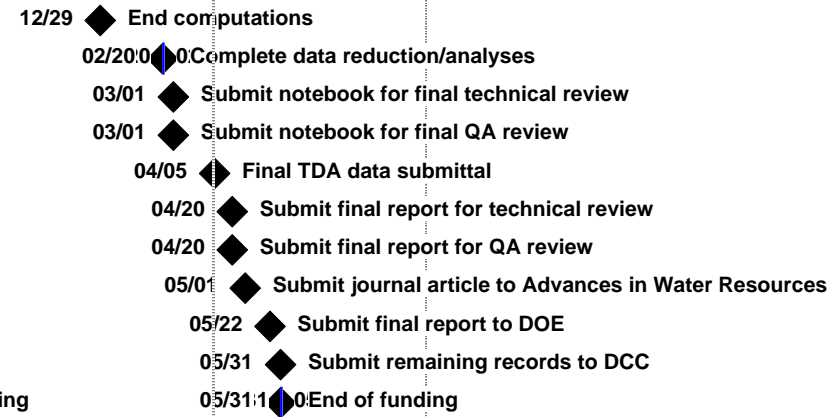 12/29 End computations
02/20 Complete data reduction/analyses
03/01 Submit notebook for final technical review
03/01 Submit notebook for final QA review
04/05 Final TDA data submittal
04/20 Submit final report for technical review
04/20 Submit final report for QA review
05/01 Submit journal article to Advances in Water Resources
05/22 Submit final report to DOE
05/31 Submit remaining records to DCC
ing 05/31 End of funding